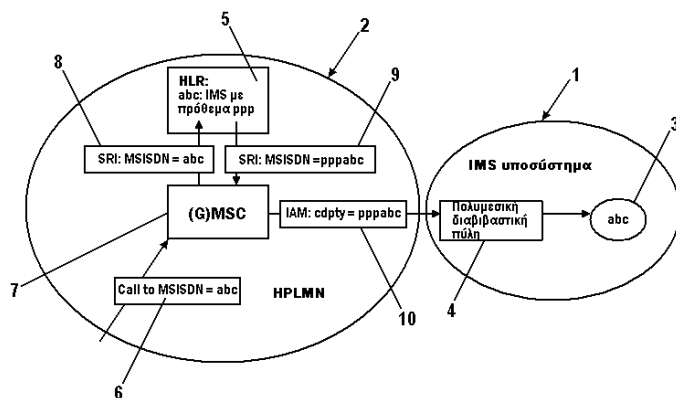 5
2
8
9
1
HLR:
abc: IMS με
πρόθεμα ppp
3
SRI: MSISDN = abc
SRI: MSISDN =pppabc
IMS υποσύστημα
(G)MSC
IAM: cdpty = pppabc
Πολυμεσική
διαβιβαστική
πύλη
abc
7
Call to MSISDN = abc
HPLMN
10
4
6